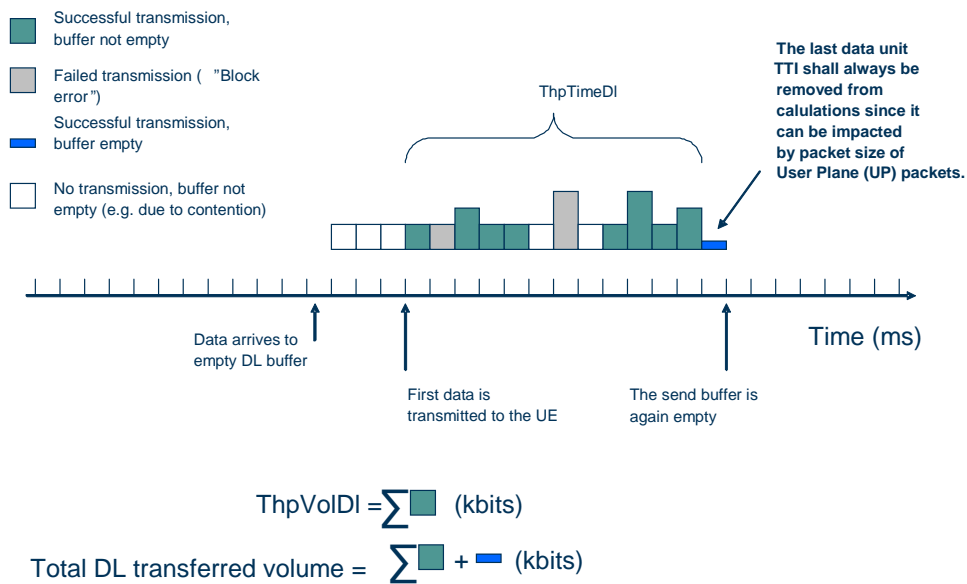 Successful transmission,
buffer not empty
Failed transmission ( "Block
error")
Successful transmission,
buffer empty
No transmission, buffer not
empty (e.g. due to contention)
ThpTimeDl
The last data unit
TTI shall always be
removed from
calulations since it
can be impacted
by packet size of
User Plane (UP) packets.
Data arrives to
empty DL buffer
First data is
transmitted to the UE
The send buffer is
again empty
Time (ms)
ThpVolDl = ∑ (kbits)
Total DL transferred volume = ∑ + (kbits)